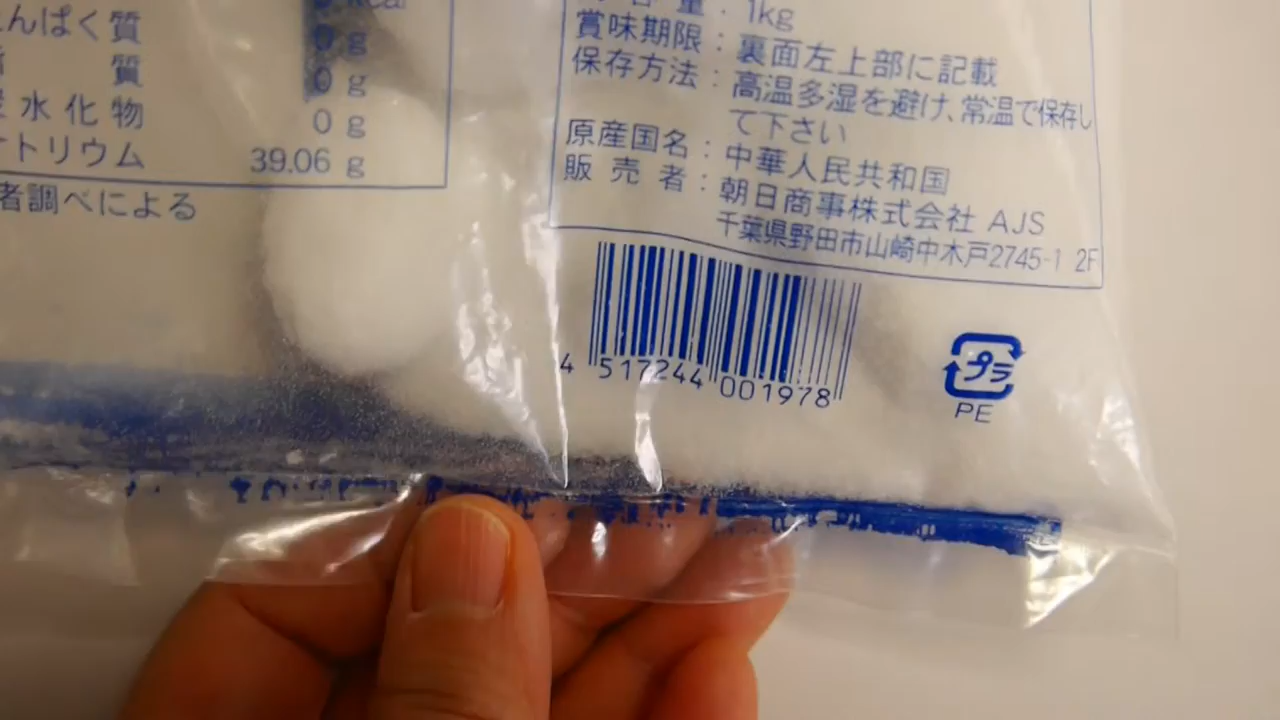 kcal
んぱく質 0 g
質 0 g
水化物 0 g
トリウム 39.06 g
者調べによる
量：1kg
賞味期限：裏面左上部に記載
保存方法：高温多湿を避け、常温で保存し
て下さい
原産国名：中華人民共和国
販売者：朝日商事株式会社 AJS
千葉県野田市山崎中木戸2745-1 2F
4 517244 001978
プラ
PE